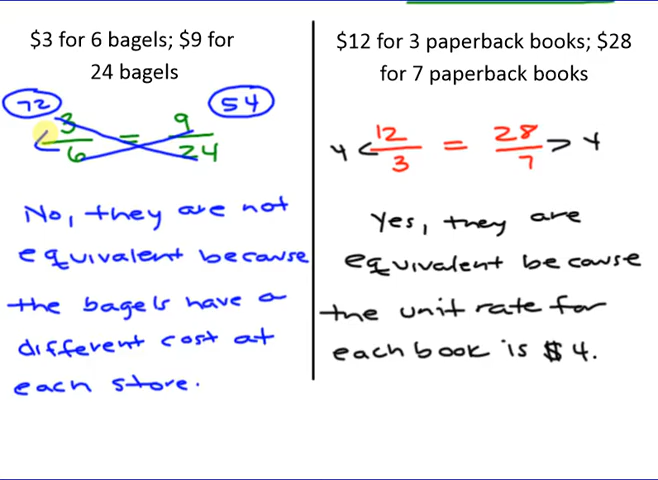 $3 for 6 bagels; $9 for
24 bagels
72 54
3/6 = 9/24
No, they are not
equivalent because
the bagels have a
different cost at
each store.
$12 for 3 paperback books; $28
for 7 paperback books
4 < 12/3 = 28/7 > 4
Yes, they are
equivalent because
the unit rate for
each book is $4.